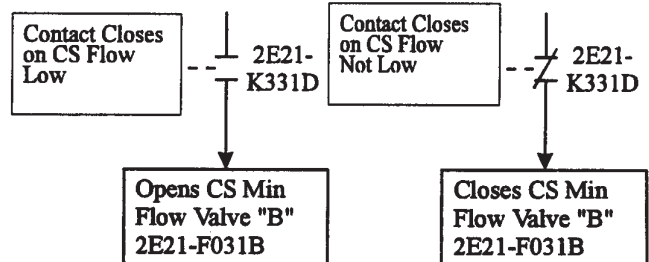 Contact Closes
on CS Flow
Low
2E21-
K331D
Contact Closes
on CS Flow
Not Low
2E21-
K331D
Opens CS Min
Flow Valve "B"
2E21-F031B
Closes CS Min
Flow Valve "B"
2E21-F031B